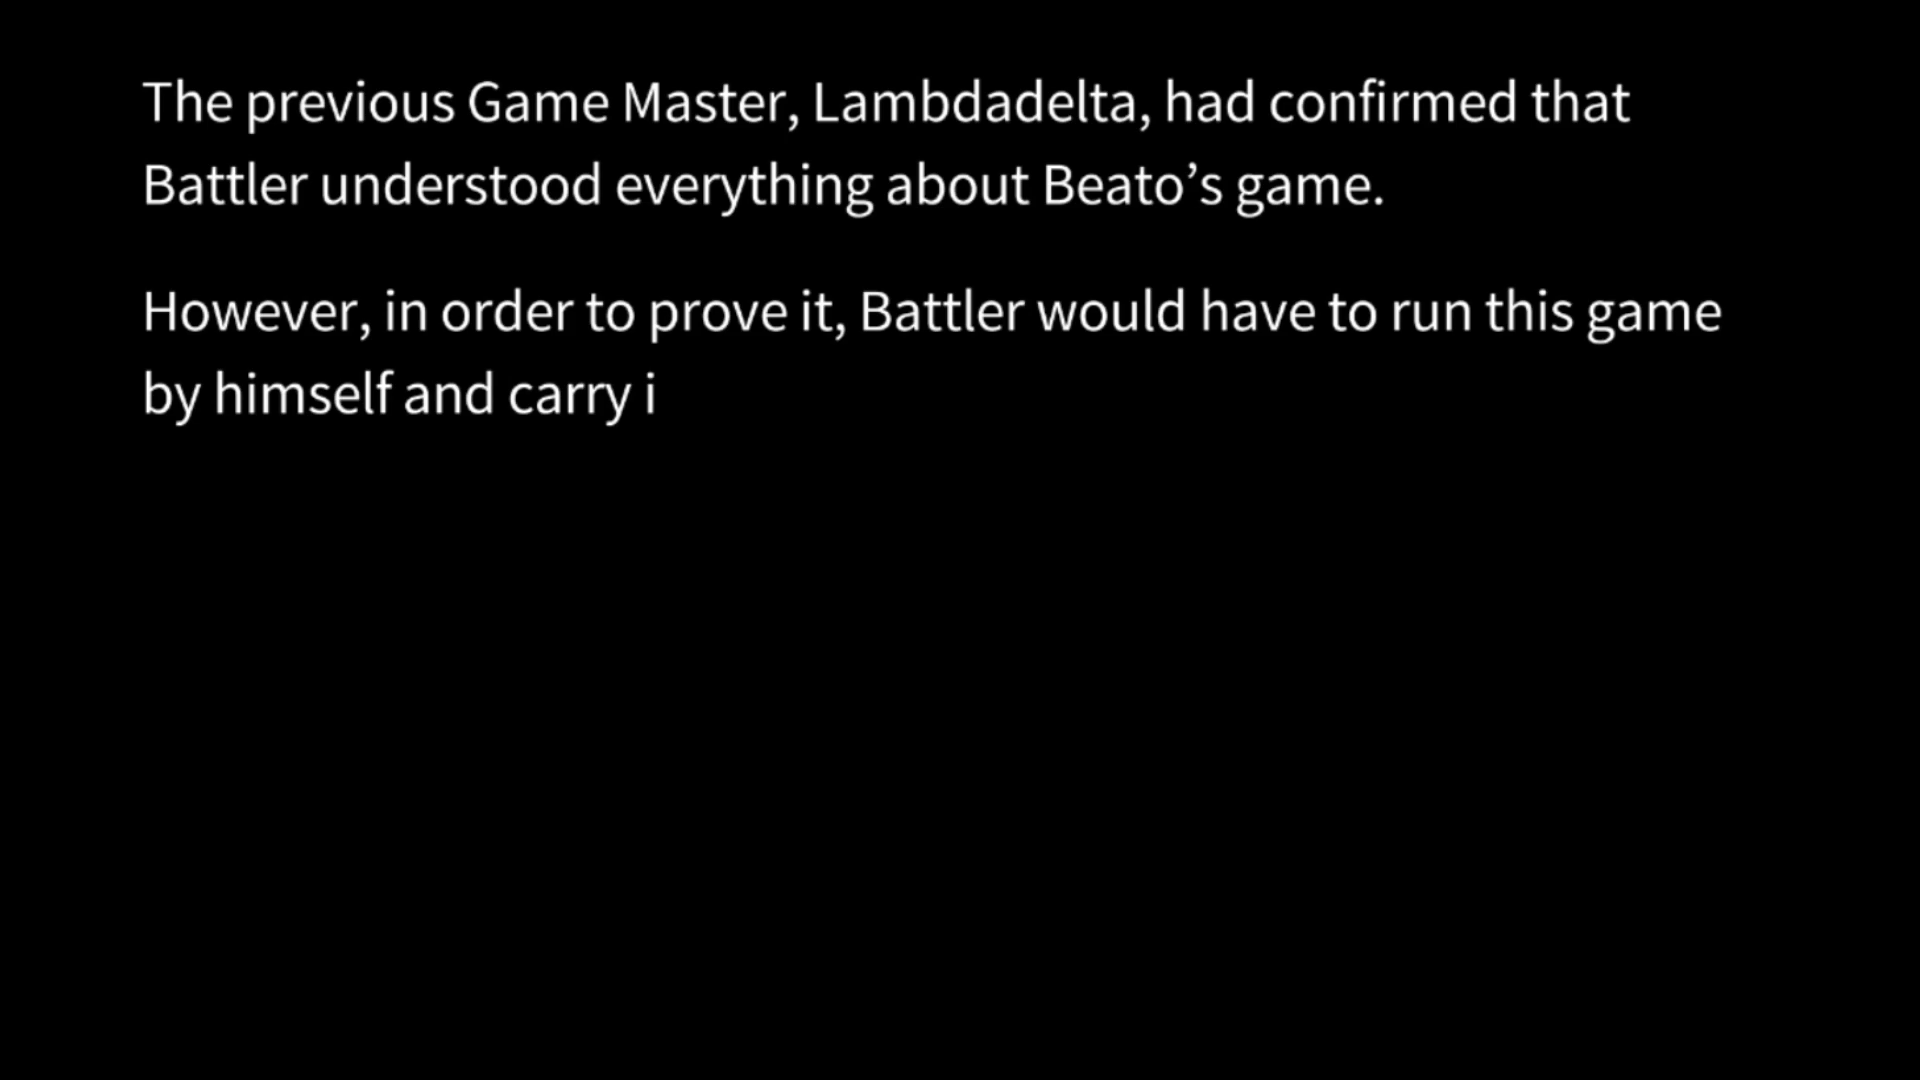 The previous Game Master, Lambdadelta, had confirmed that
Battler understood everything about Beato’s game.
However, in order to prove it, Battler would have to run this game
by himself and carry i